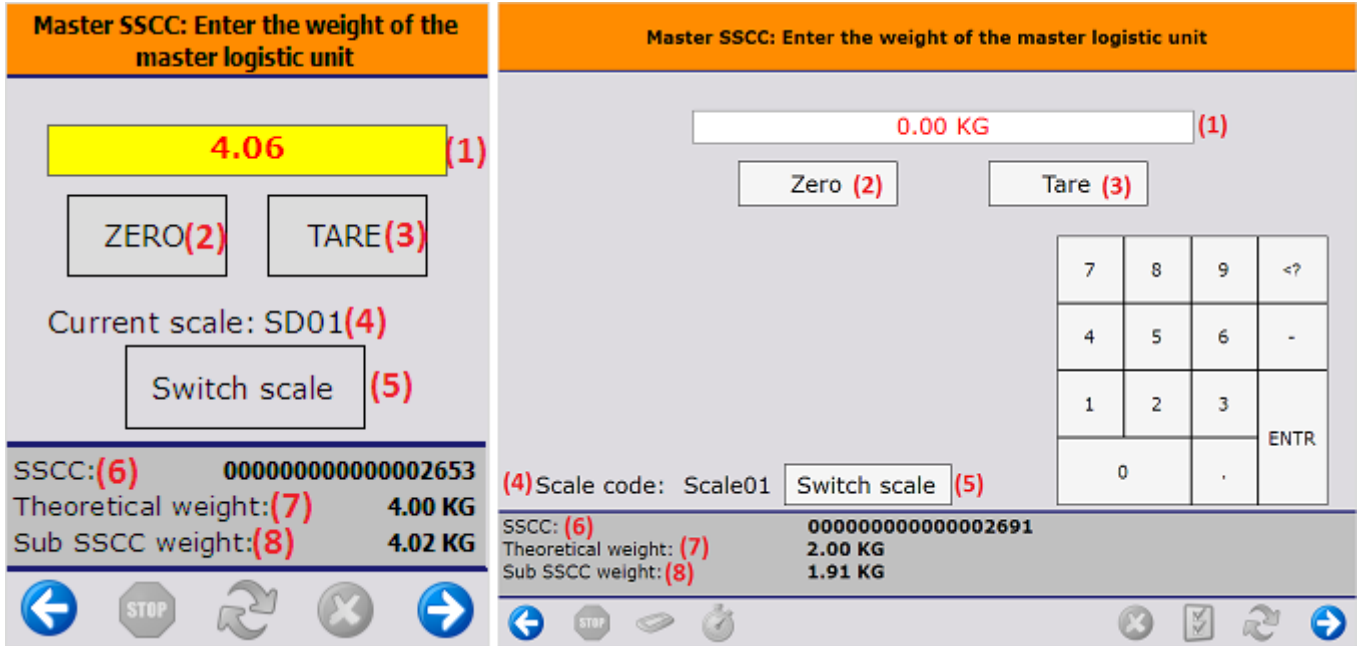 Master SSCC: Enter the weight of the
master logistic unit
4.06 (1)
ZERO(2) TARE(3)
Current scale: SD01(4)
Switch scale (5)
SSCC:(6) 000000000000002653
Theoretical weight:(7) 4.00 KG
Sub SSCC weight:(8) 4.02 KG
STOP
Master SSCC: Enter the weight of the master logistic unit
0.00 KG (1)
Zero (2) Tare (3)
7 8 9 <?
4 5 6 -
1 2 3
ENTR
0 .
(4)Scale code: Scale01 Switch scale (5)
SSCC: (6) 000000000000002691
Theoretical weight: (7) 2.00 KG
Sub SSCC weight:(8) 1.91 KG
STOP